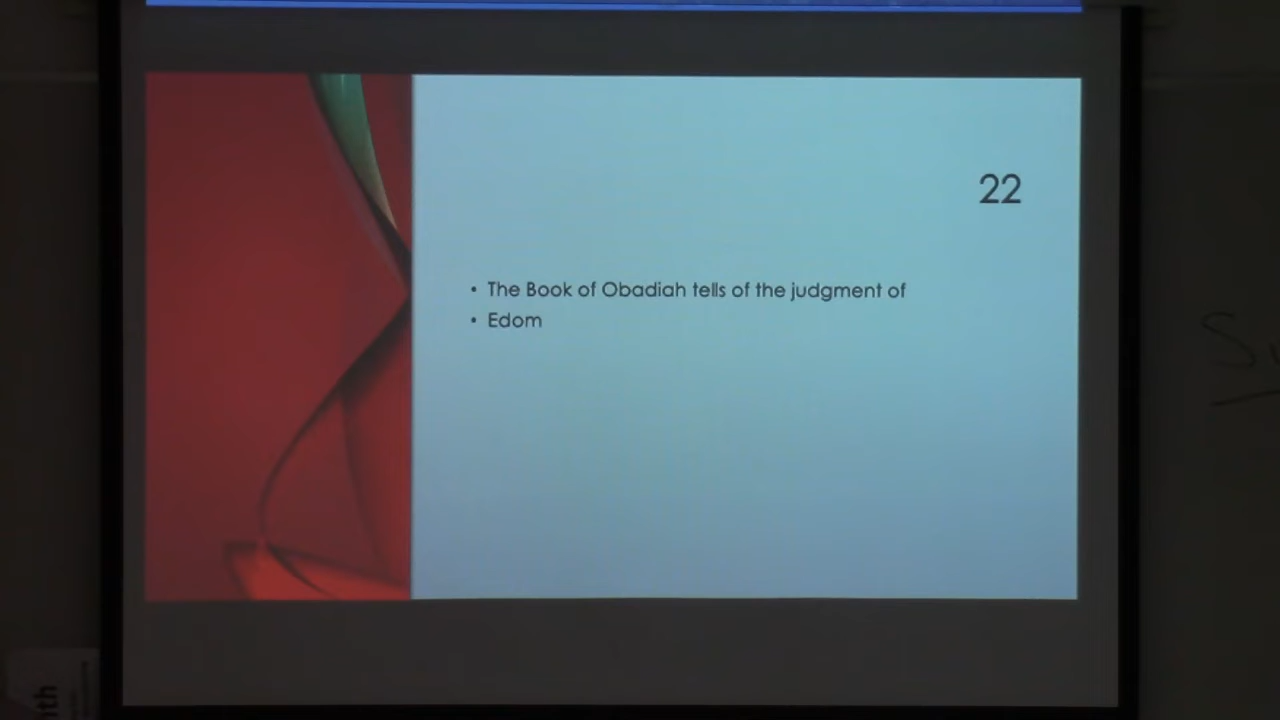 22
• The Book of Obadiah tells of the judgment of
• Edom